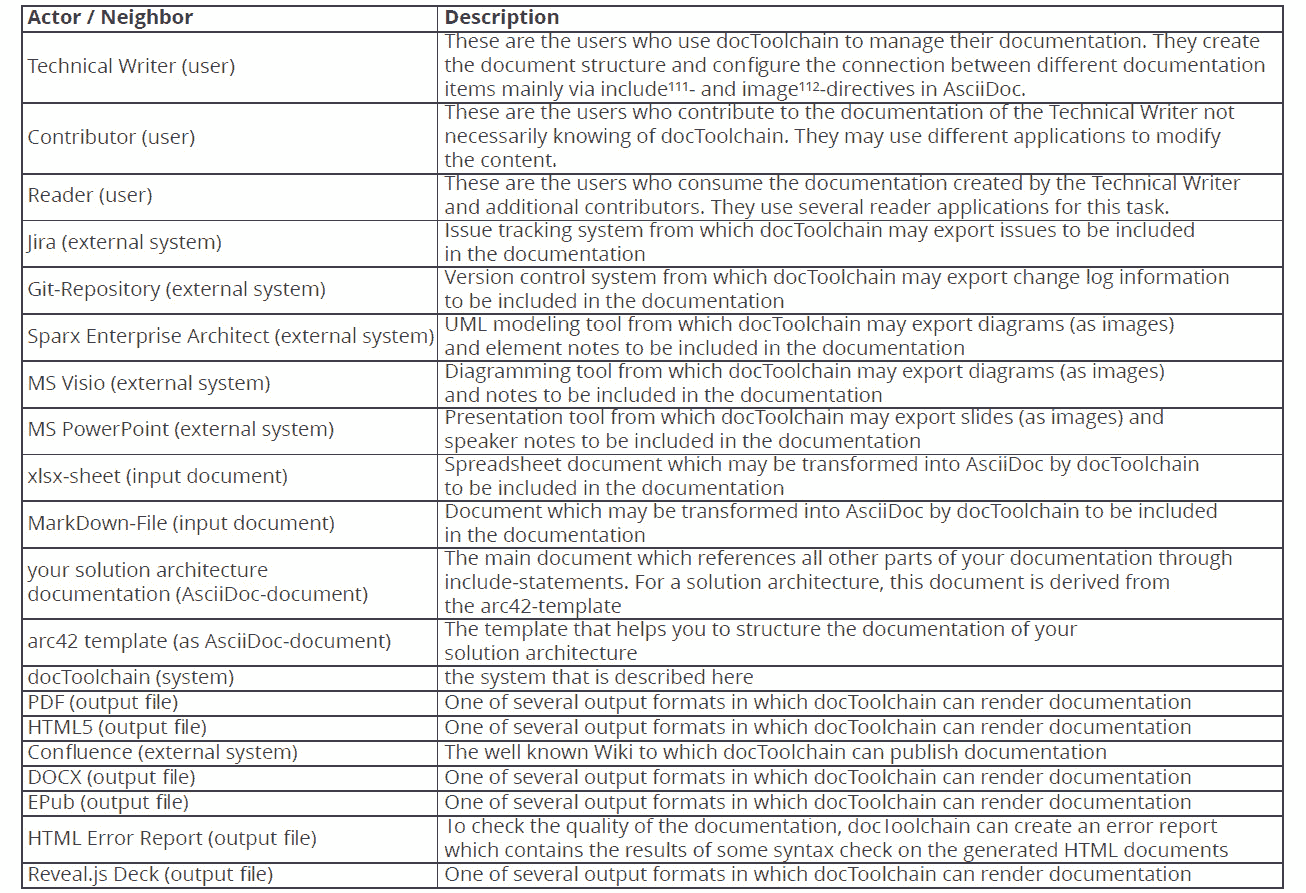 Actor / Neighbor
Description
Technical Writer (user)
These are the users who use docToolchain to manage their documentation. They create
the document structure and configure the connection between different documentation
items mainly via include¹¹¹- and image¹¹²-directives in AsciiDoc.
Contributor (user)
These are the users who contribute to the documentation of the Technical Writer not
necessarily knowing of docToolchain. They may use different applications to modify
the content.
Reader (user)
These are the users who consume the documentation created by the Technical Writer
and additional contributors. They use several reader applications for this task.
Jira (external system)
Issue tracking system from which docToolchain may export issues to be included
in the documentation
Git-Repository (external system)
Version control system from which docToolchain may export change log information
to be included in the documentation
Sparx Enterprise Architect (external system)
UML modeling tool from which docToolchain may export diagrams (as images)
and element notes to be included in the documentation
MS Visio (external system)
Diagramming tool from which docToolchain may export diagrams (as images)
and notes to be included in the documentation
MS PowerPoint (external system)
Presentation tool from which docToolchain may export slides (as images) and
speaker notes to be included in the documentation
xlsx-sheet (input document)
Spreadsheet document which may be transformed into AsciiDoc by docToolchain
to be included in the documentation
MarkDown-File (input document)
Document which may be transformed into AsciiDoc by docToolchain to be included
in the documentation
your solution architecture
documentation (AsciiDoc-document)
The main document which references all other parts of your documentation through
include-statements. For a solution architecture, this document is derived from
the arc42-template
arc42 template (as AsciiDoc-document)
The template that helps you to structure the documentation of your
solution architecture
docToolchain (system)
the system that is described here
PDF (output file)
One of several output formats in which docToolchain can render documentation
HTML5 (output file)
One of several output formats in which docToolchain can render documentation
Confluence (external system)
The well known Wiki to which docToolchain can publish documentation
DOCX (output file)
One of several output formats in which docToolchain can render documentation
EPub (output file)
One of several output formats in which docToolchain can render documentation
HTML Error Report (output file)
To check the quality of the documentation, docToolchain can create an error report
which contains the results of some syntax check on the generated HTML documents
Reveal.js Deck (output file)
One of several output formats in which docToolchain can render documentation